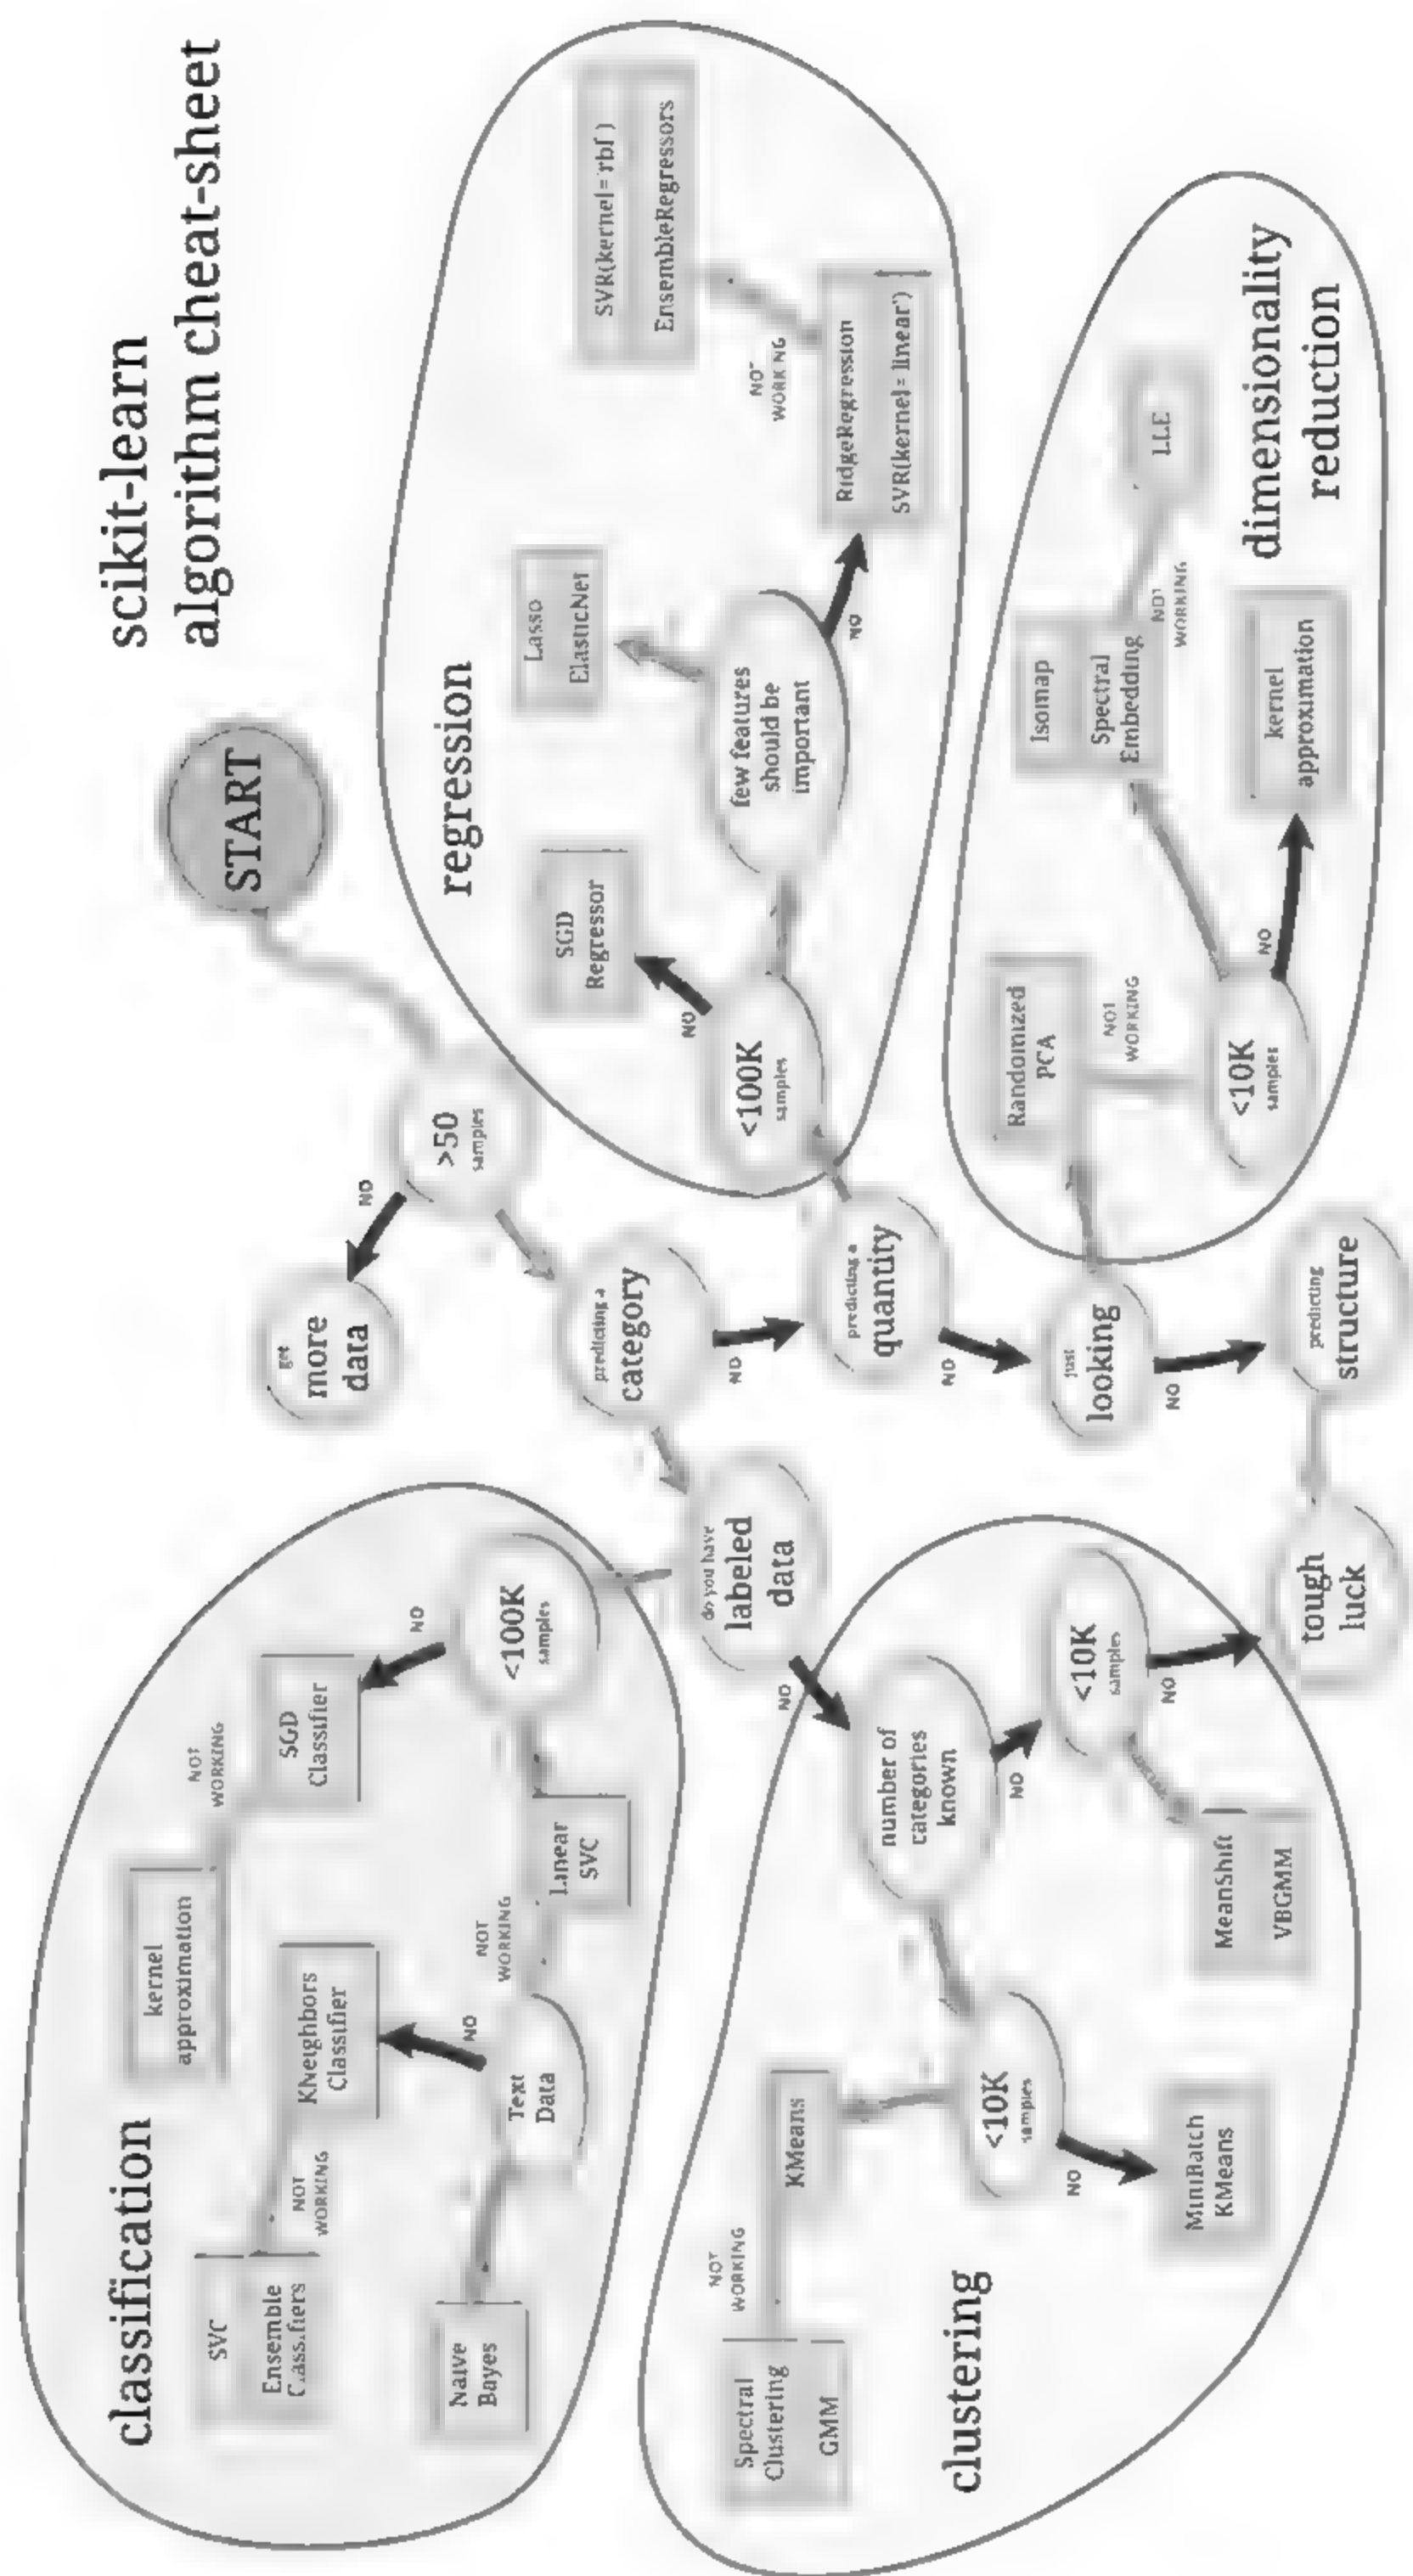 scikit-learn
algorithm cheat-sheet
classification
kernel
approximation
NOT
WORKING
SVC
Ensemble
Classifiers
NOT
WORKING
KNeighbors
Classifier
SGD
Classifier
NO
NO
Naive
Bayes
Text
Data
NOT
WORKING
Linear
SVC
<100K
samples
START
get
more
data
NO
>50
samples
predicting a
category
do you have
labeled
data
NO
NO
predicting a
quantity
NO
just
looking
NO
predicting
structure
tough
luck
regression
SGD
Regressor
NO
<100K
samples
Lasso
ElasticNet
few features
should be
important
NO
SVR(kernel='rbf')
EnsembleRegressors
NOT
WORKING
RidgeRegression
SVR(kernel='linear')
clustering
Spectral
Clustering
GMM
NOT
WORKING
KMeans
<10K
samples
NO
MiniBatch
KMeans
number of
categories
known
NO
<10K
samples
NO
MeanShift
VBGMM
dimensionality
reduction
Randomized
PCA
NOT
WORKING
<10K
samples
NO
kernel
approximation
Isomap
Spectral
Embedding
NOT
WORKING
LLE